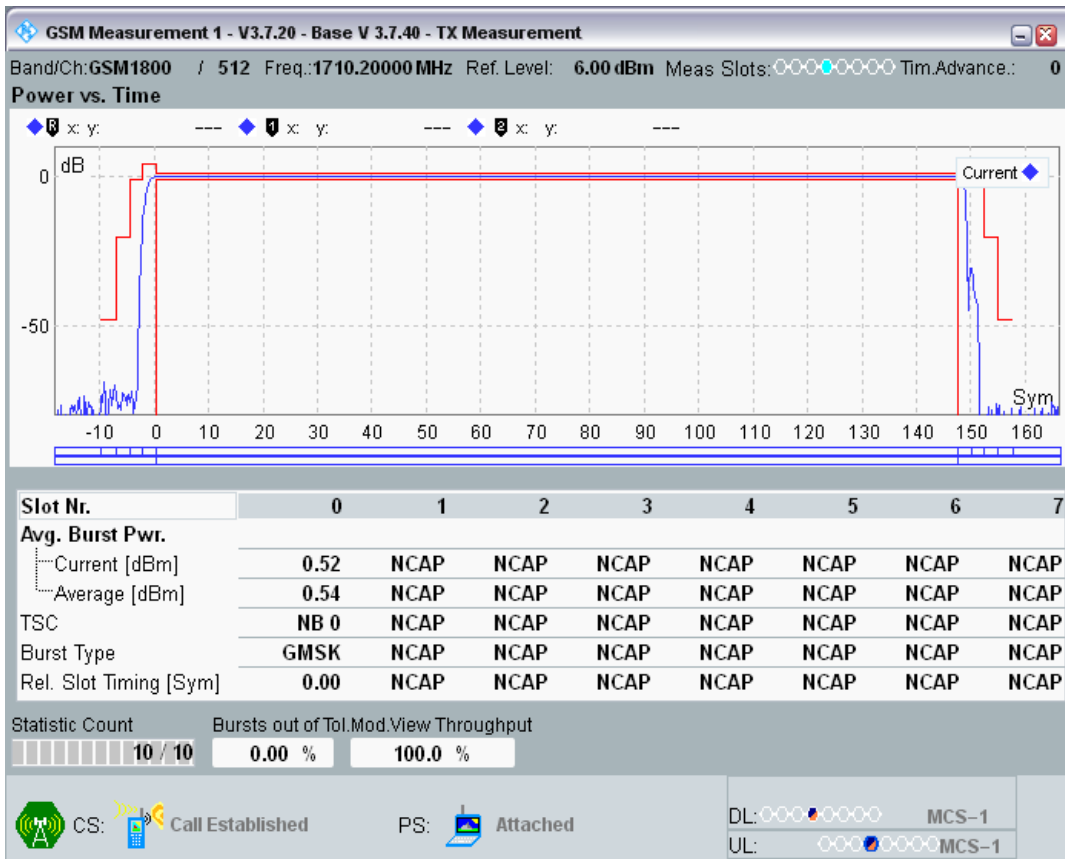 GSM Measurement 1 - V3.7.20 - Base V 3.7.40 - TX Measurement
Band/Ch:GSM1800 / 512 Freq.:1710.20000 MHz Ref. Level: 6.00 dBm Meas Slots: Tim.Advance.: 0
Power vs. Time
R x: y: --- 1 x: y: --- 2 x: y: ---
dB
Current
0
-50
Sym
-10 0 10 20 30 40 50 60 70 80 90 100 110 120 130 140 150 160
Slot Nr. 0 1 2 3 4 5 6 7
Avg. Burst Pwr.
Current [dBm] 0.52 NCAP NCAP NCAP NCAP NCAP NCAP NCAP
Average [dBm] 0.54 NCAP NCAP NCAP NCAP NCAP NCAP NCAP
TSC NB 0 NCAP NCAP NCAP NCAP NCAP NCAP NCAP
Burst Type GMSK NCAP NCAP NCAP NCAP NCAP NCAP NCAP
Rel. Slot Timing [Sym] 0.00 NCAP NCAP NCAP NCAP NCAP NCAP NCAP
Statistic Count Bursts out of Tol.Mod.View Throughput
10 / 10 0.00 % 100.0 %
CS: Call Established PS: Attached
DL: MCS-1
UL: MCS-1